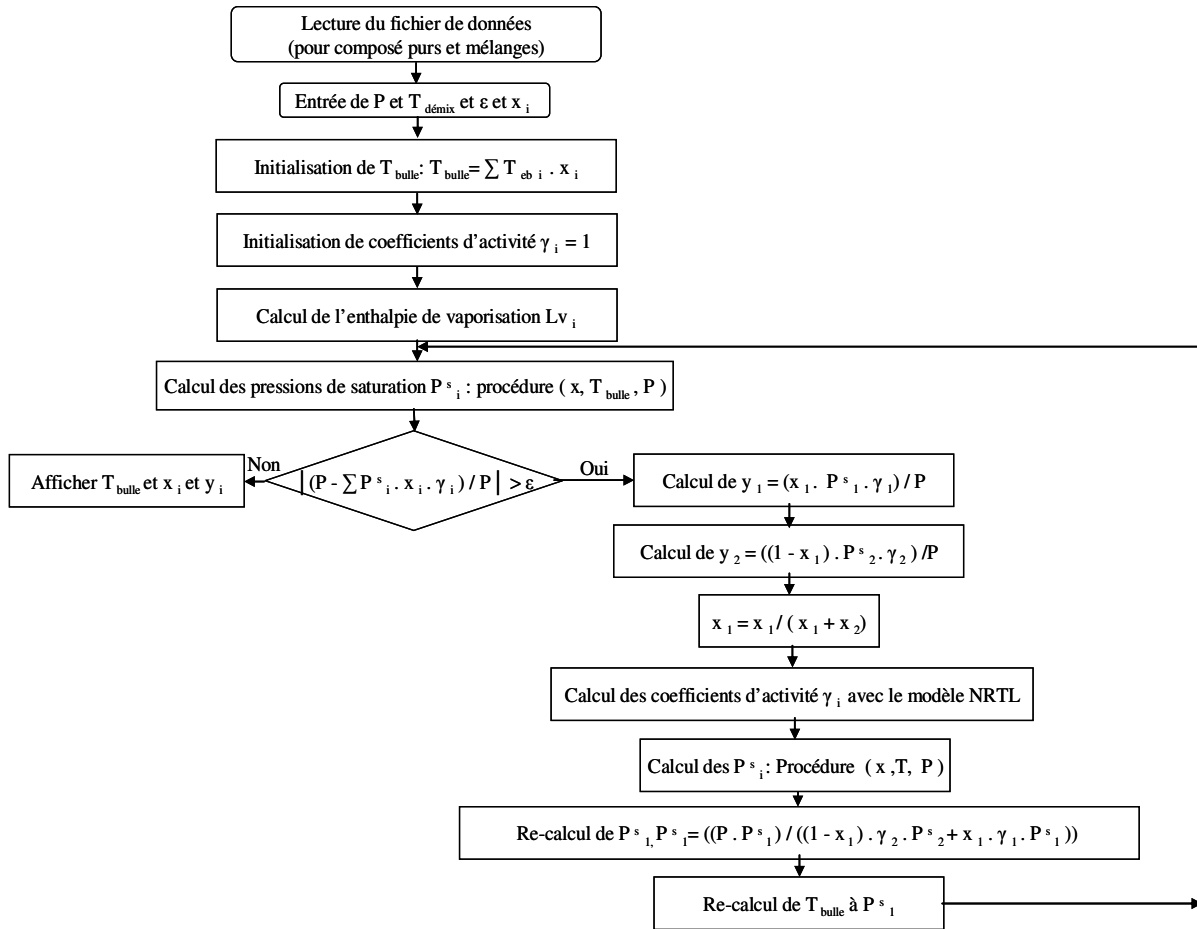 Lecture du fichier de données
(pour composé purs et mélanges)
Entrée de P et T démix et ε et x i
Initialisation de T bulle: T bulle= ∑ T eb i . x i
Initialisation de coefficients d'activité γ i = 1
Calcul de l'enthalpie de vaporisation Lv i
Calcul des pressions de saturation P s i : procédure ( x, T bulle , P )
Non
Oui
Afficher T bulle et x i et y i
| (P - ∑ P s i . x i . γ i ) / P | > ε
Calcul de y 1 = (x 1 . P s 1 . γ 1) / P
Calcul de y 2 = ((1 - x 1) . P s 2 . γ 2 ) /P
x 1 = x 1 / ( x 1 + x 2)
Calcul des coefficients d'activité γ i avec le modèle NRTL
Calcul des P s i : Procédure ( x ,T, P )
Re-calcul de P s 1, P s 1= ((P . P s 1) / ((1 - x 1) . γ 2 . P s 2 + x 1 . γ 1 . P s 1 ))
Re-calcul de T bulle à P s 1